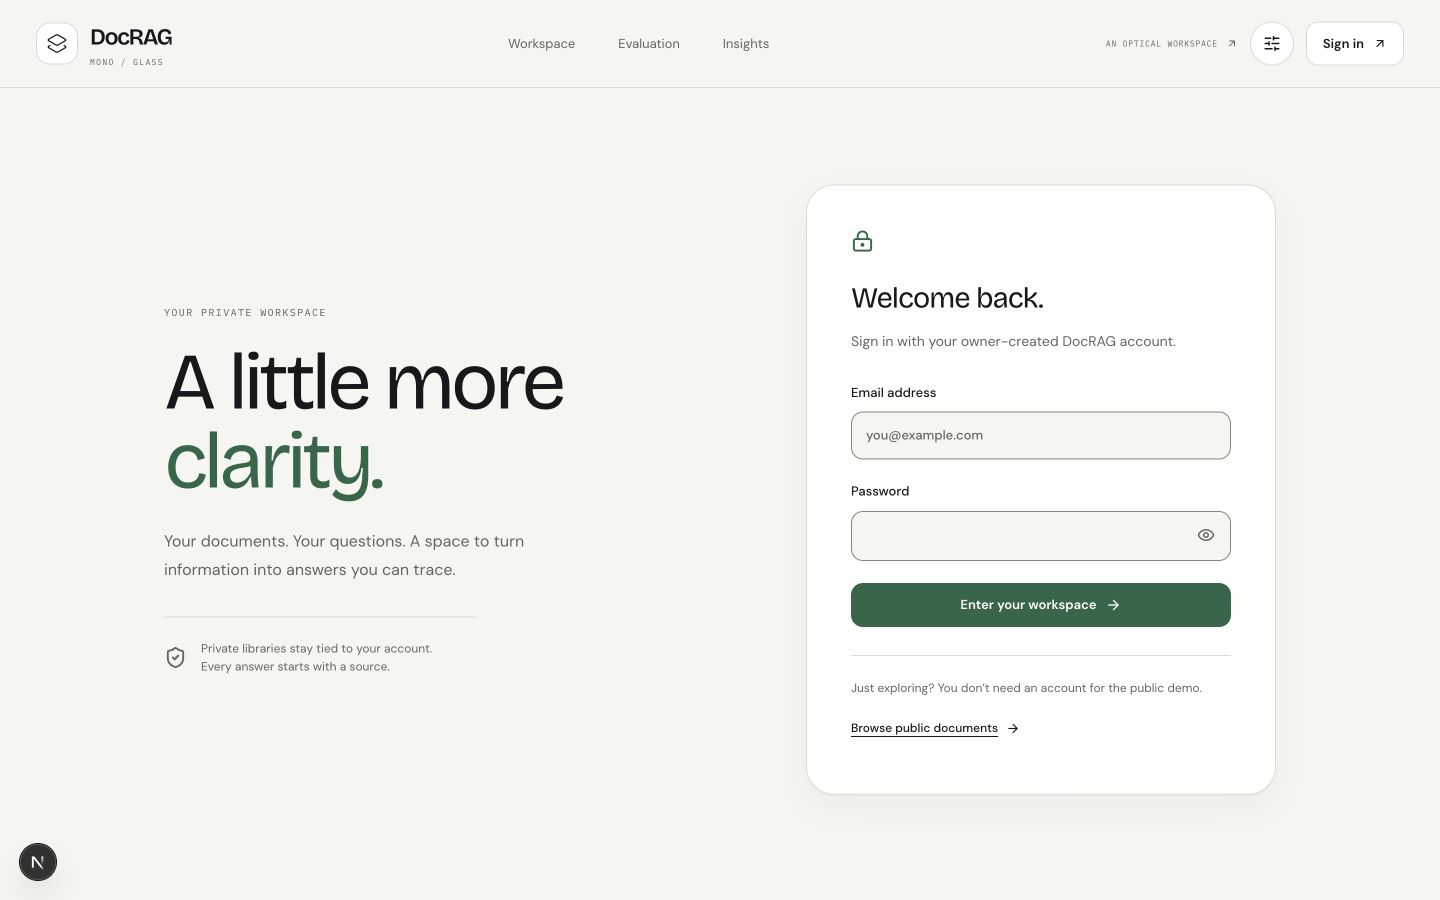 DocRAG
MONO / GLASS
Workspace
Evaluation
Insights
AN OPTICAL WORKSPACE
Sign in
YOUR PRIVATE WORKSPACE
A little more
clarity.
Your documents. Your questions. A space to turn
information into answers you can trace.
Private libraries stay tied to your account.
Every answer starts with a source.
Welcome back.
Sign in with your owner-created DocRAG account.
Email address
you@example.com
Password
Enter your workspace
Just exploring? You don’t need an account for the public demo.
Browse public documents
N